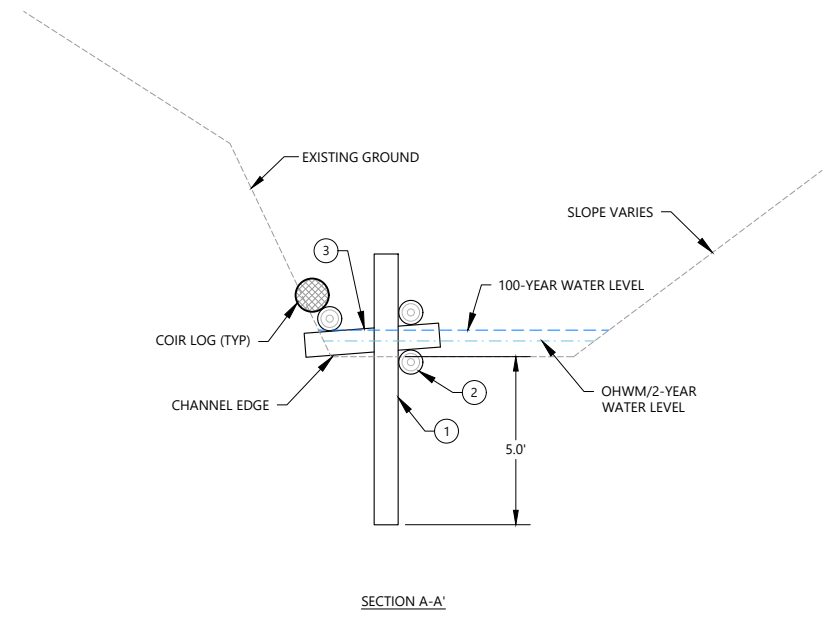 EXISTING GROUND
SLOPE VARIES
3
100-YEAR WATER LEVEL
COIR LOG (TYP)
CHANNEL EDGE
2
OHWM/2-YEAR
WATER LEVEL
1
5.0'
SECTION A-A'